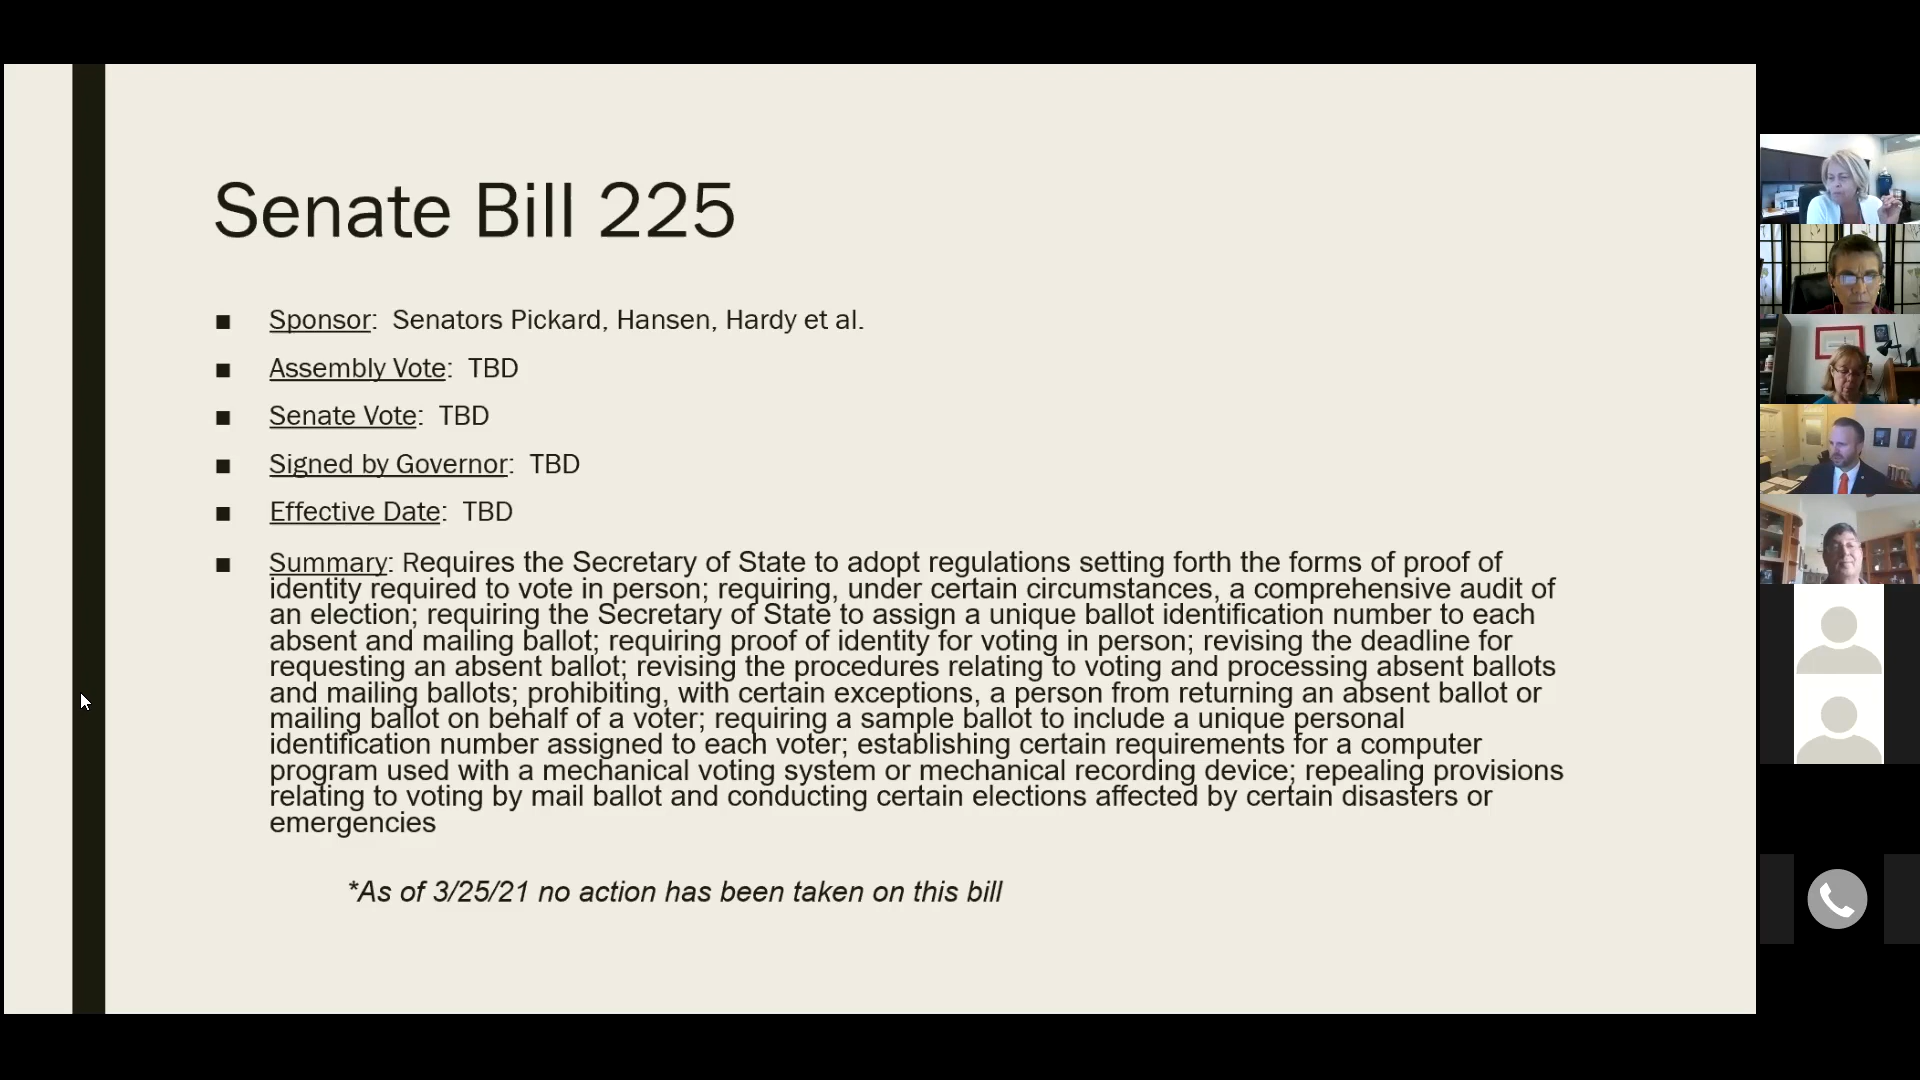 Senate Bill 225
■ Sponsor: Senators Pickard, Hansen, Hardy et al.
■ Assembly Vote: TBD
■ Senate Vote: TBD
■ Signed by Governor: TBD
■ Effective Date: TBD
■ Summary: Requires the Secretary of State to adopt regulations setting forth the forms of proof of
identity required to vote in person; requiring, under certain circumstances, a comprehensive audit of
an election; requiring the Secretary of State to assign a unique ballot identification number to each
absent and mailing ballot; requiring proof of identity for voting in person; revising the deadline for
requesting an absent ballot; revising the procedures relating to voting and processing absent ballots
and mailing ballots; prohibiting, with certain exceptions, a person from returning an absent ballot or
mailing ballot on behalf of a voter; requiring a sample ballot to include a unique personal
identification number assigned to each voter; establishing certain requirements for a computer
program used with a mechanical voting system or mechanical recording device; repealing provisions
relating to voting by mail ballot and conducting certain elections affected by certain disasters or
emergencies
*As of 3/25/21 no action has been taken on this bill